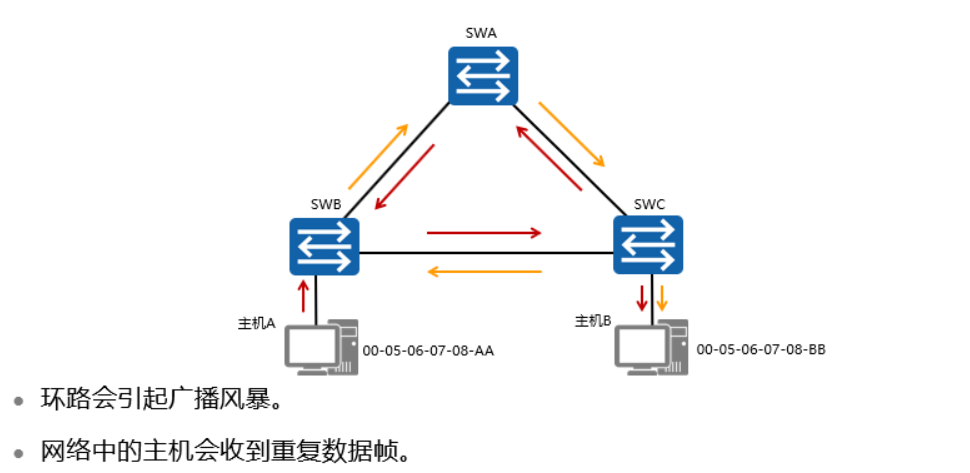 SWA
SWB
SWC
主机A
00-05-06-07-08-AA
主机B
00-05-06-07-08-BB
环路会引起广播风暴。
网络中的主机会收到重复数据帧。